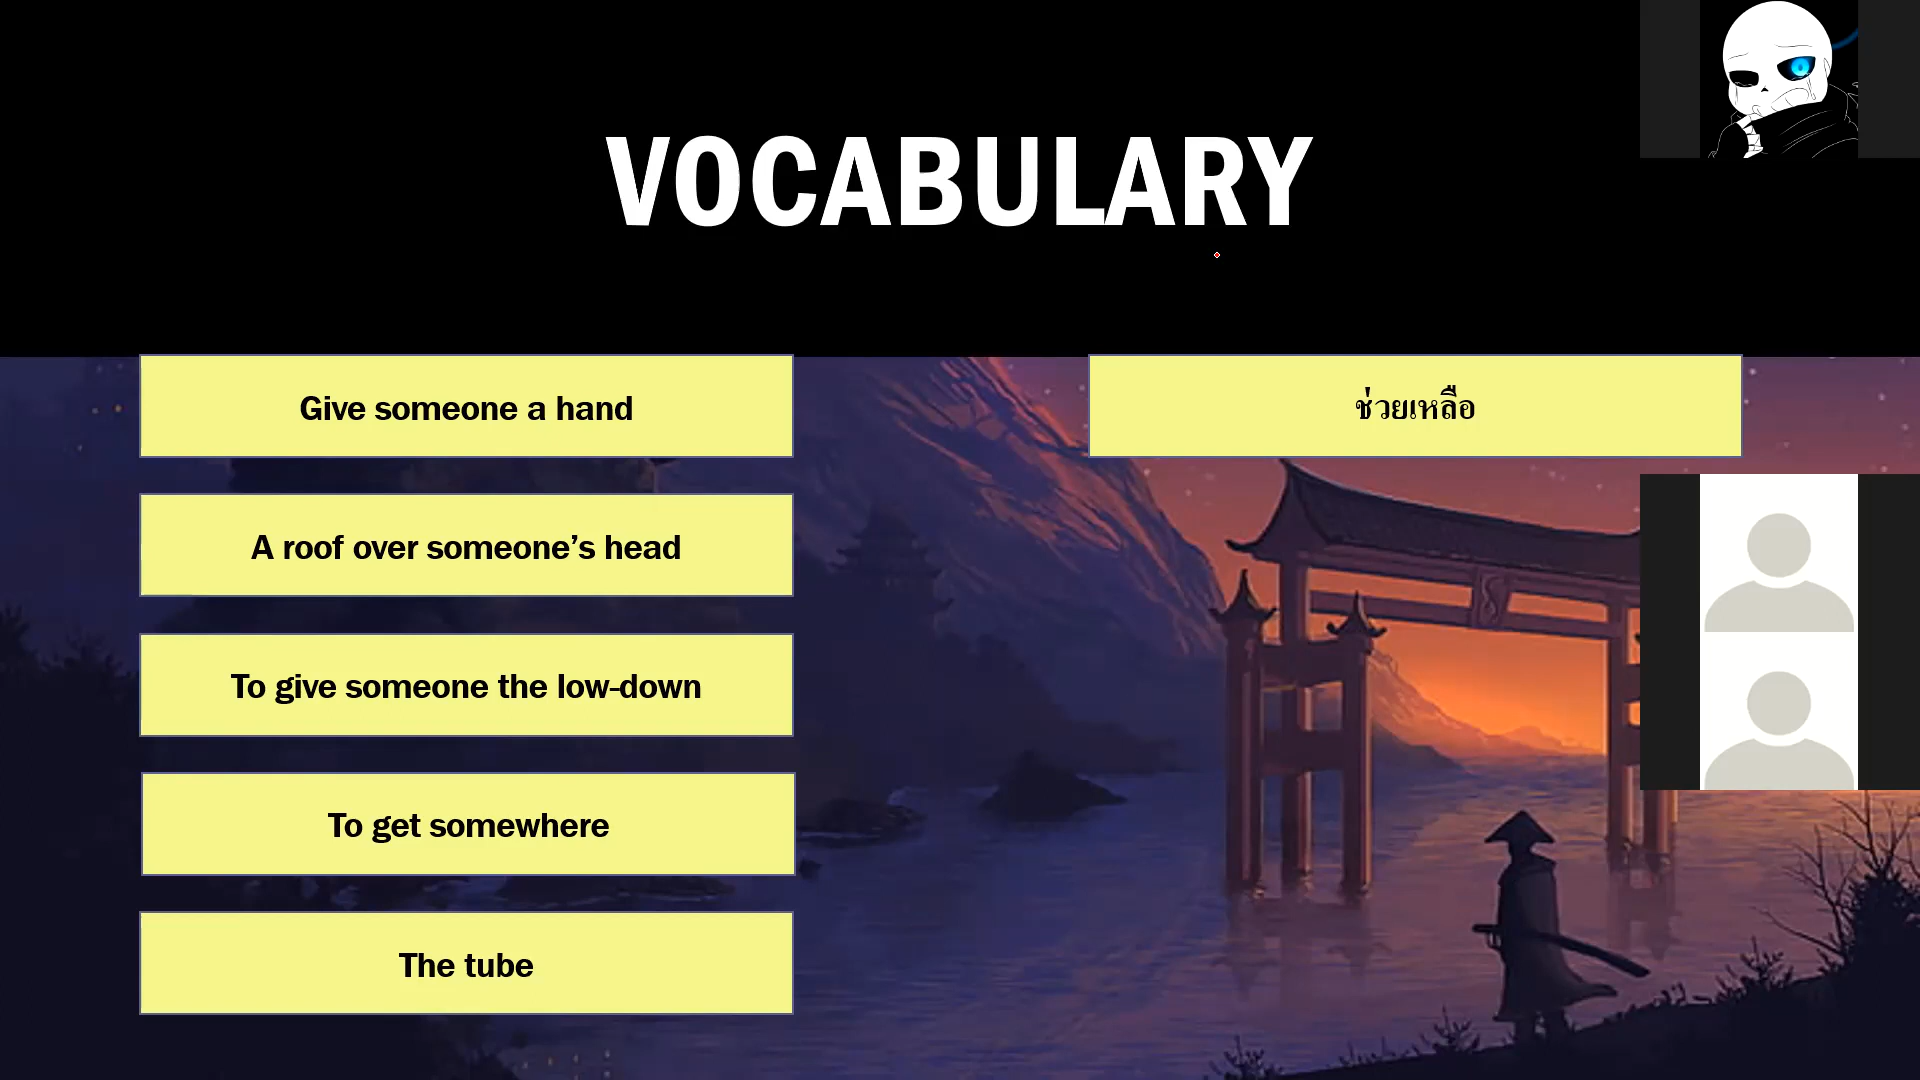 VOCABULARY
Give someone a hand
ช่วยเหลือ
A roof over someone’s head
To give someone the low-down
To get somewhere
The tube